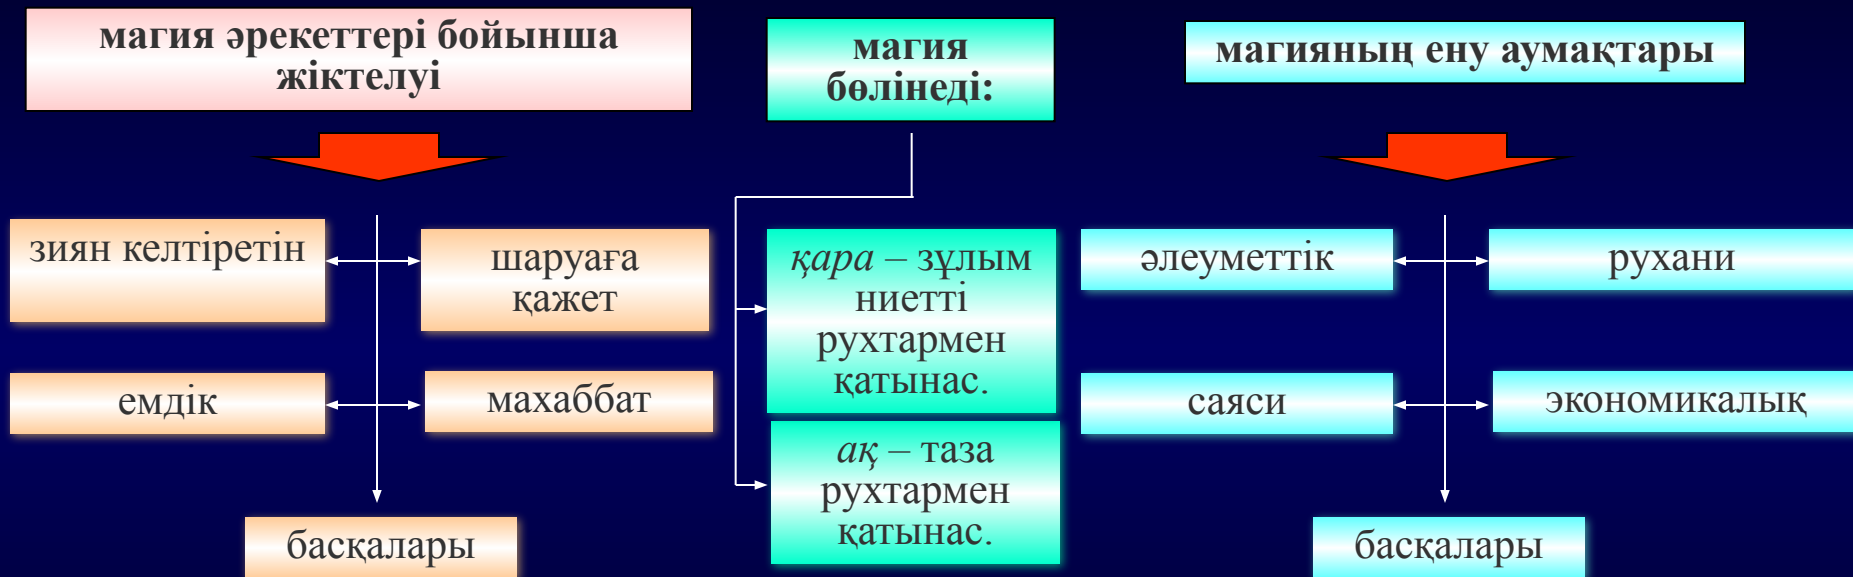 магия әрекеттері бойынша
жіктелуі
зиян келтіретін
шаруаға
қажет
емдік
махаббат
басқалары
магия
бөлінеді:
қара – зұлым
ниетті
рухтармен
қатынас.
ақ – таза
рухтармен
қатынас.
магияның ену аумақтары
әлеуметтік
рухани
саяси
экономикалық
басқалары